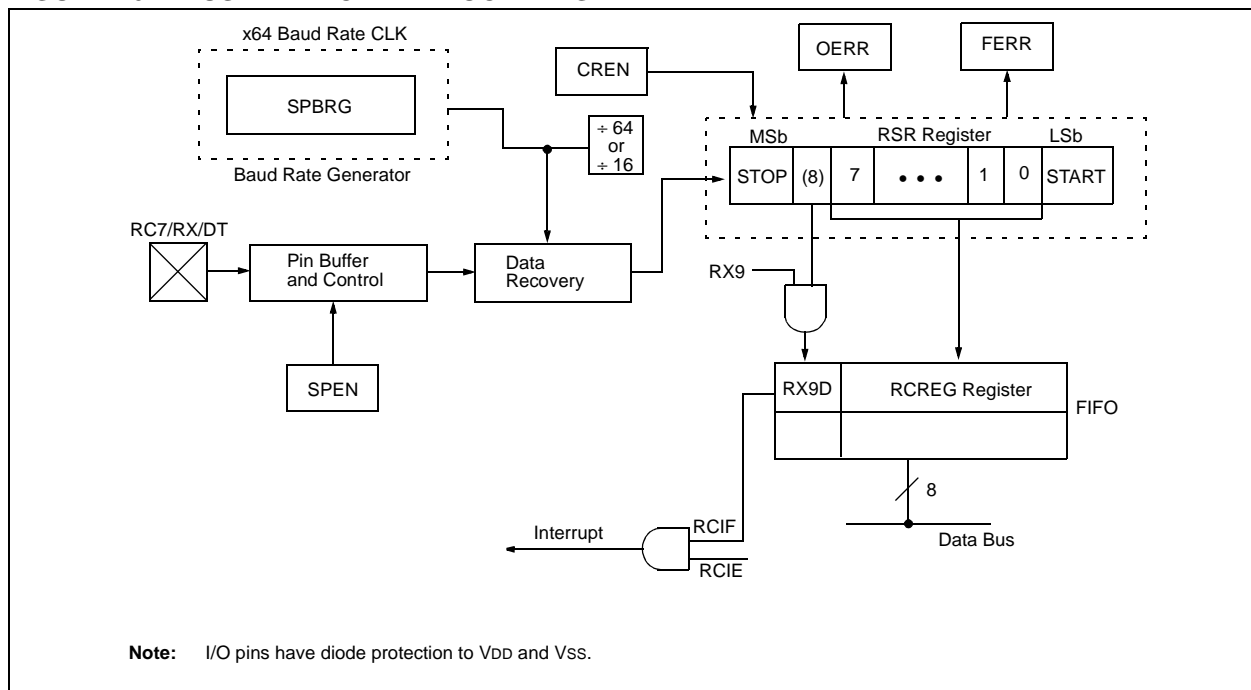 x64 Baud Rate CLK
SPBRG
Baud Rate Generator
CREN
OERR
FERR
÷ 64
or
÷ 16
MSb
RSR Register
LSb
STOP (8) 7 • • • 1 0 START
RC7/RX/DT
Pin Buffer
and Control
Data
Recovery
RX9
SPEN
RX9D
RCREG Register
FIFO
8
Interrupt
RCIF
RCIE
Data Bus
Note: I/O pins have diode protection to VDD and VSS.